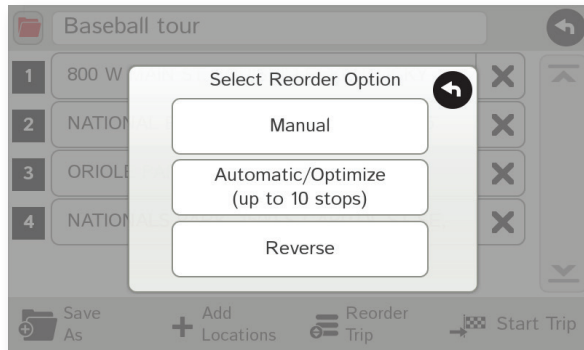 Baseball tour
1 800 W
Select Reorder Option
Manual
2 NATION
Automatic/Optimize
(up to 10 stops)
3 ORIOLE
4 NATIONALS
Reverse
Save
As
Add
Locations
Reorder
Trip
Start Trip